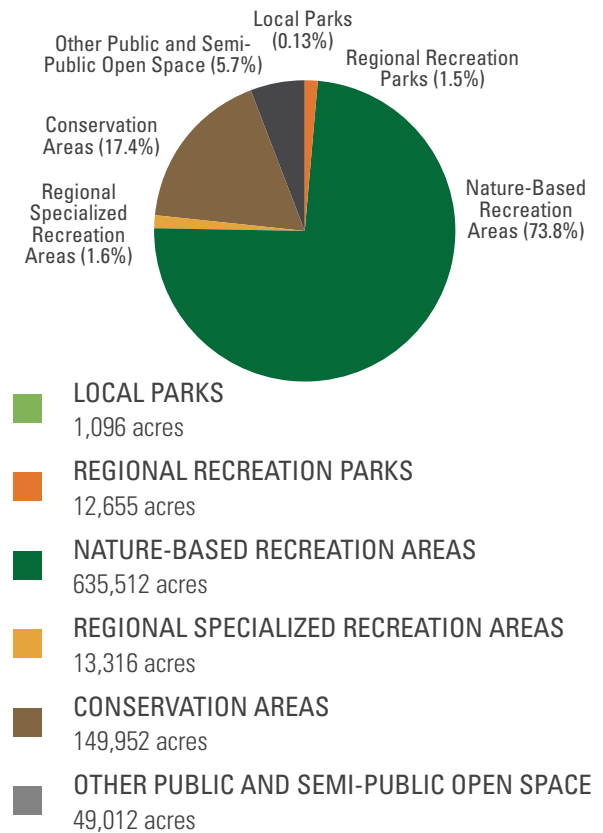 Local Parks
(0.13%)
Other Public and Semi-
Public Open Space (5.7%)
Regional Recreation
Parks (1.5%)
Conservation
Areas (17.4%)
Nature-Based
Recreation
Areas (73.8%)
Regional
Specialized
Recreation
Areas (1.6%)
LOCAL PARKS
1,096 acres
REGIONAL RECREATION PARKS
12,655 acres
NATURE-BASED RECREATION AREAS
635,512 acres
REGIONAL SPECIALIZED RECREATION AREAS
13,316 acres
CONSERVATION AREAS
149,952 acres
OTHER PUBLIC AND SEMI-PUBLIC OPEN SPACE
49,012 acres